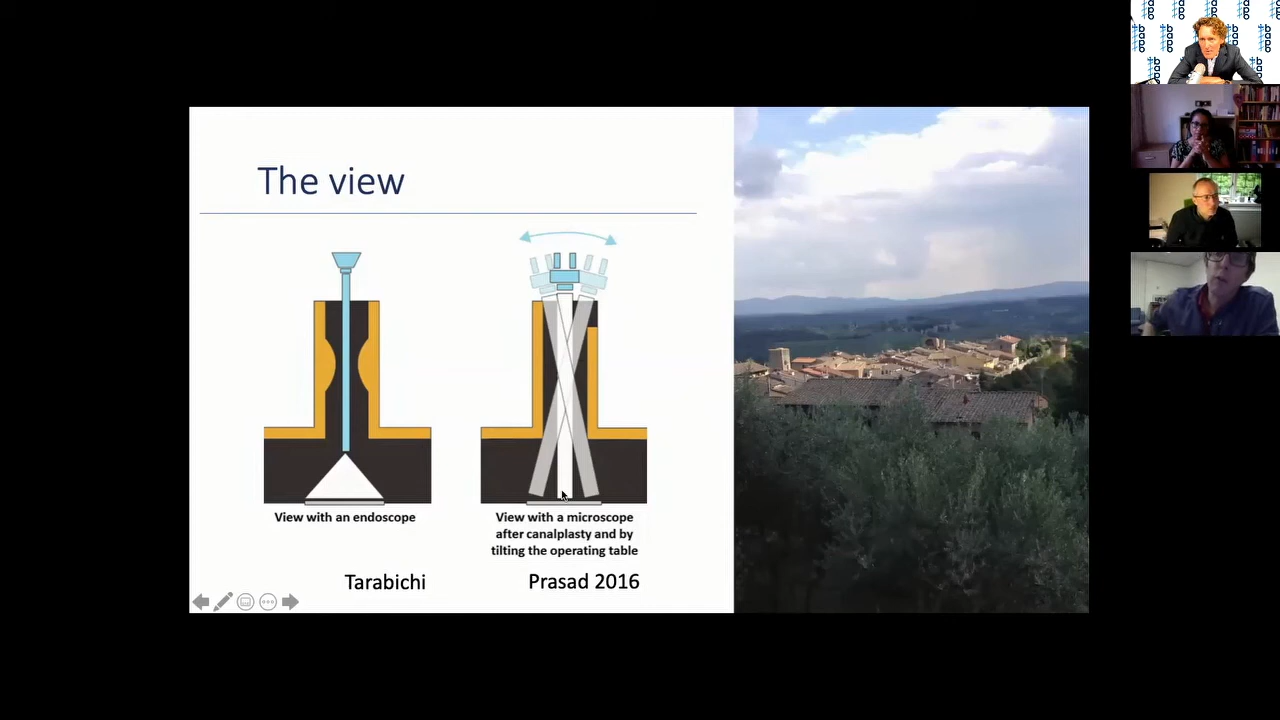 The view
View with an endoscope
View with a microscope
after canalplasty and by
tilting the operating table
Tarabichi
Prasad 2016